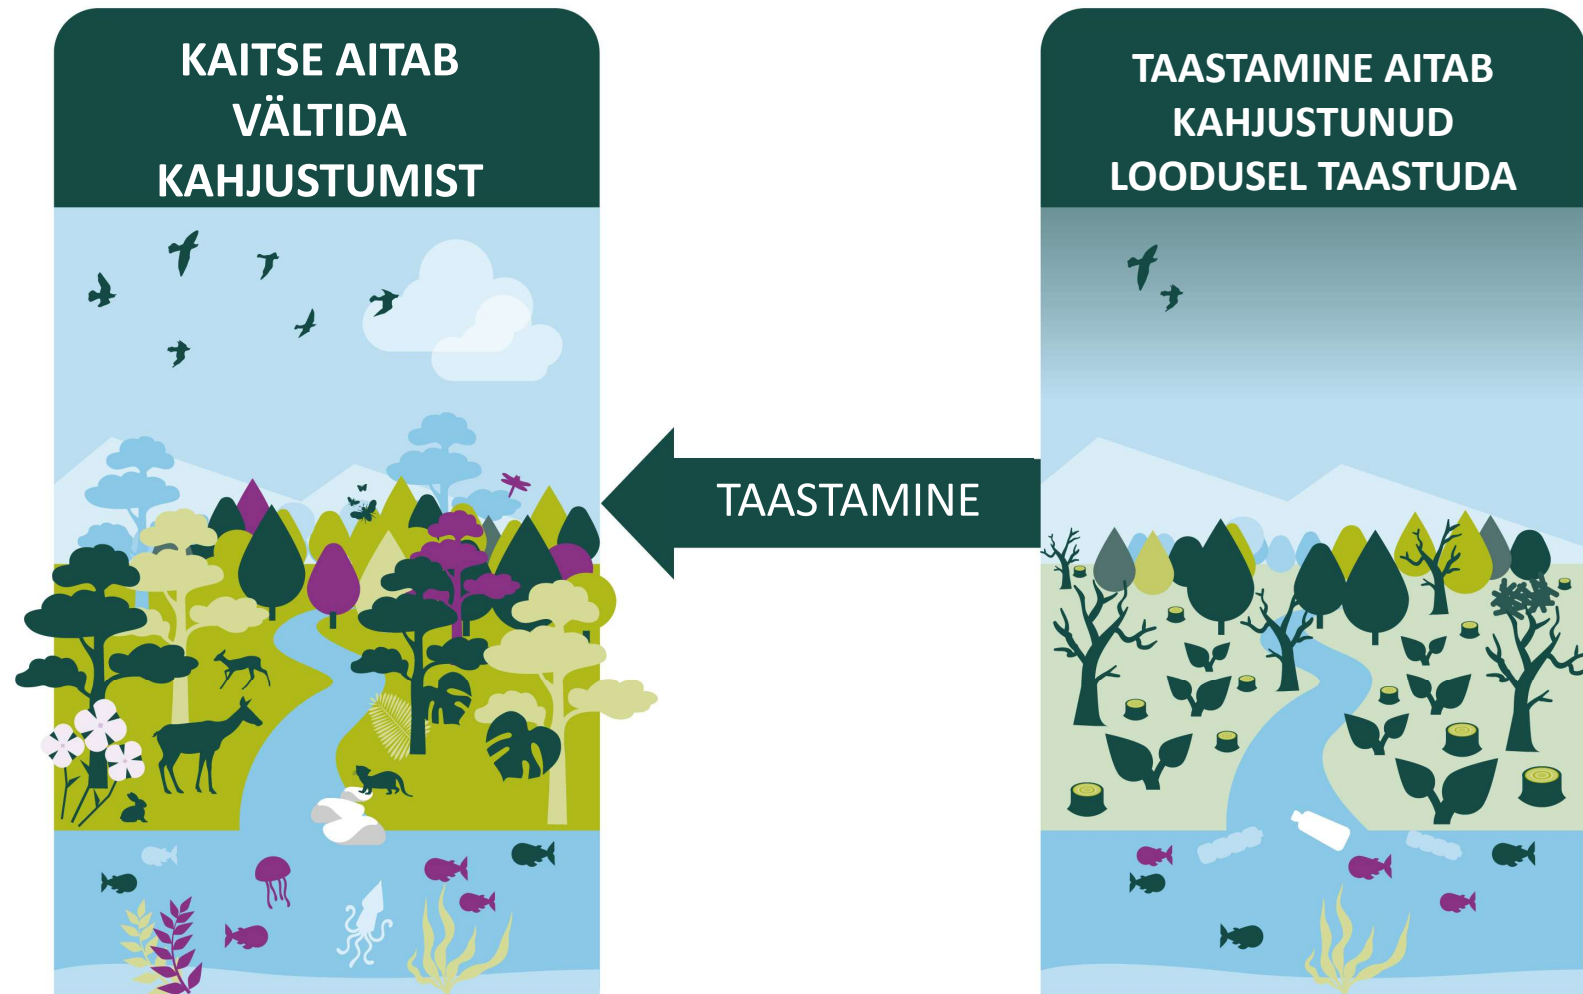 KAITSE AITAB
VÄLTIDA
KAHJUSTUMIST
TAASTAMINE
TAASTAMINE AITAB
KAHJUSTUNUD
LOODUSEL TAASTUDA